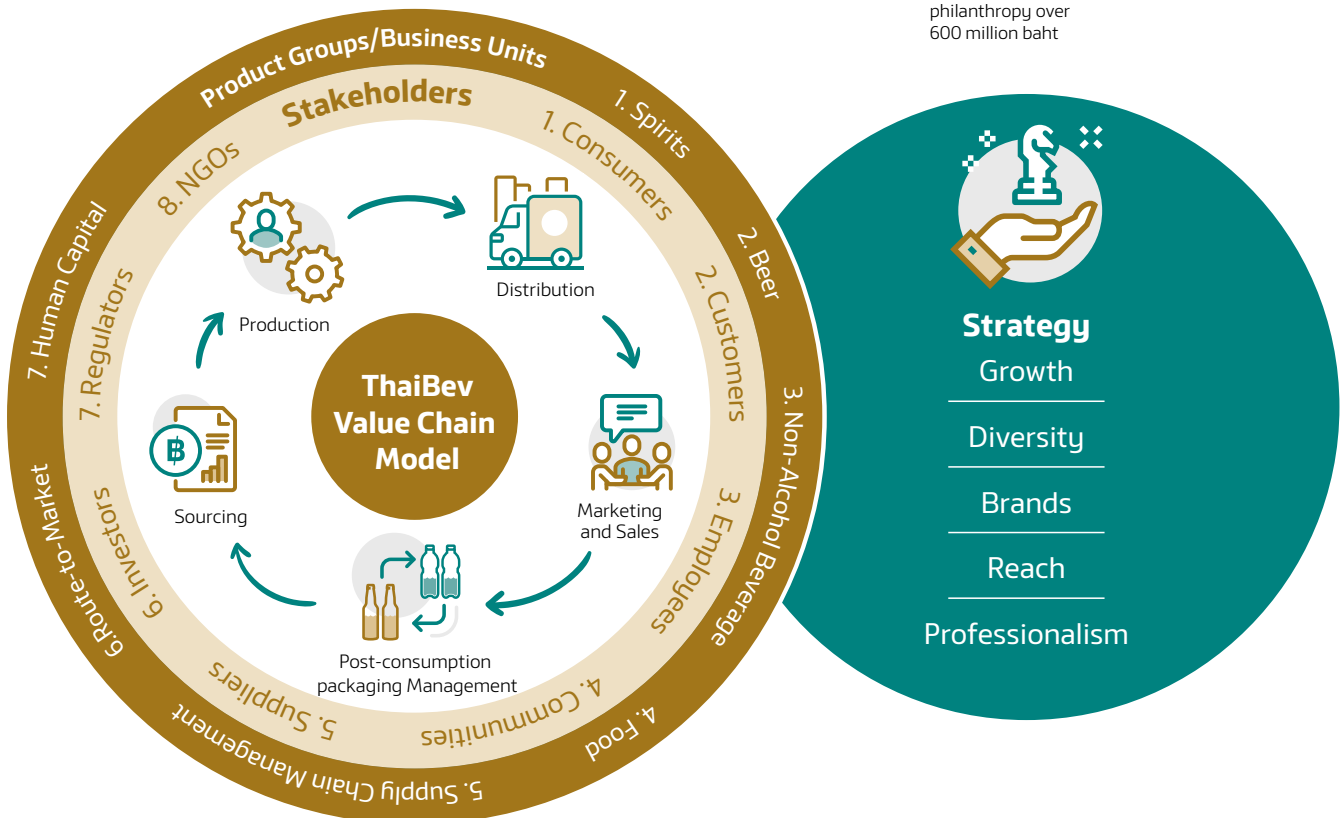 philanthropy over
600 million baht
Product Groups/Business Units
1. Spirits
2. Beer
3. Non-Alcohol Beverage
4. Food
5. Supply Chain Management
6.Route-to-Market
7. Human Capital
Stakeholders
1. Consumers
2. Customers
3. Employees
4. Communities
5. Suppliers
6. Investors
7. Regulators
8. NGOs
Production
Distribution
Marketing
and Sales
Post-consumption
packaging Management
Sourcing
B
ThaiBev
Value Chain
Model
Strategy
Growth
Diversity
Brands
Reach
Professionalism